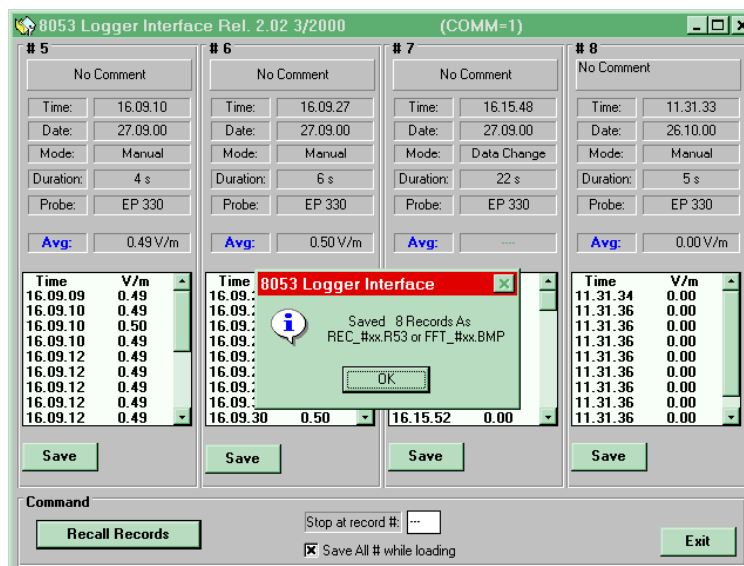 8053 Logger Interface Rel. 2.02 3/2000 (COMM=1)
# 5
No Comment
Time: 16.09.10
Date: 27.09.00
Mode: Manual
Duration: 4 s
Probe: EP 330
Avg: 0.49 V/m
Time V/m
16.09.09 0.49
16.09.10 0.49
16.09.10 0.50
16.09.10 0.49
16.09.12 0.49
16.09.12 0.49
16.09.12 0.49
16.09.12 0.49
Save
# 6
No Comment
Time: 16.09.27
Date: 27.09.00
Mode: Manual
Duration: 6 s
Probe: EP 330
Avg: 0.50 V/m
Time
16.09.30 0.50
Save
# 7
No Comment
Time: 16.15.48
Date: 27.09.00
Mode: Data Change
Duration: 22 s
Probe: EP 330
Avg: ----
16.15.52 0.00
Save
# 8
No Comment
Time: 11.31.33
Date: 26.10.00
Mode: Manual
Duration: 5 s
Probe: EP 330
Avg: 0.00 V/m
Time V/m
11.31.34 0.00
11.31.36 0.00
11.31.36 0.00
11.31.36 0.00
11.31.36 0.00
11.31.36 0.00
11.31.36 0.00
11.31.36 0.00
Save
8053 Logger Interface
Saved 8 Records As
REC_#xx.R53 or FFT_#xx.BMP
OK
Command
Recall Records
Stop at record #: ---
Save All # while loading
Exit